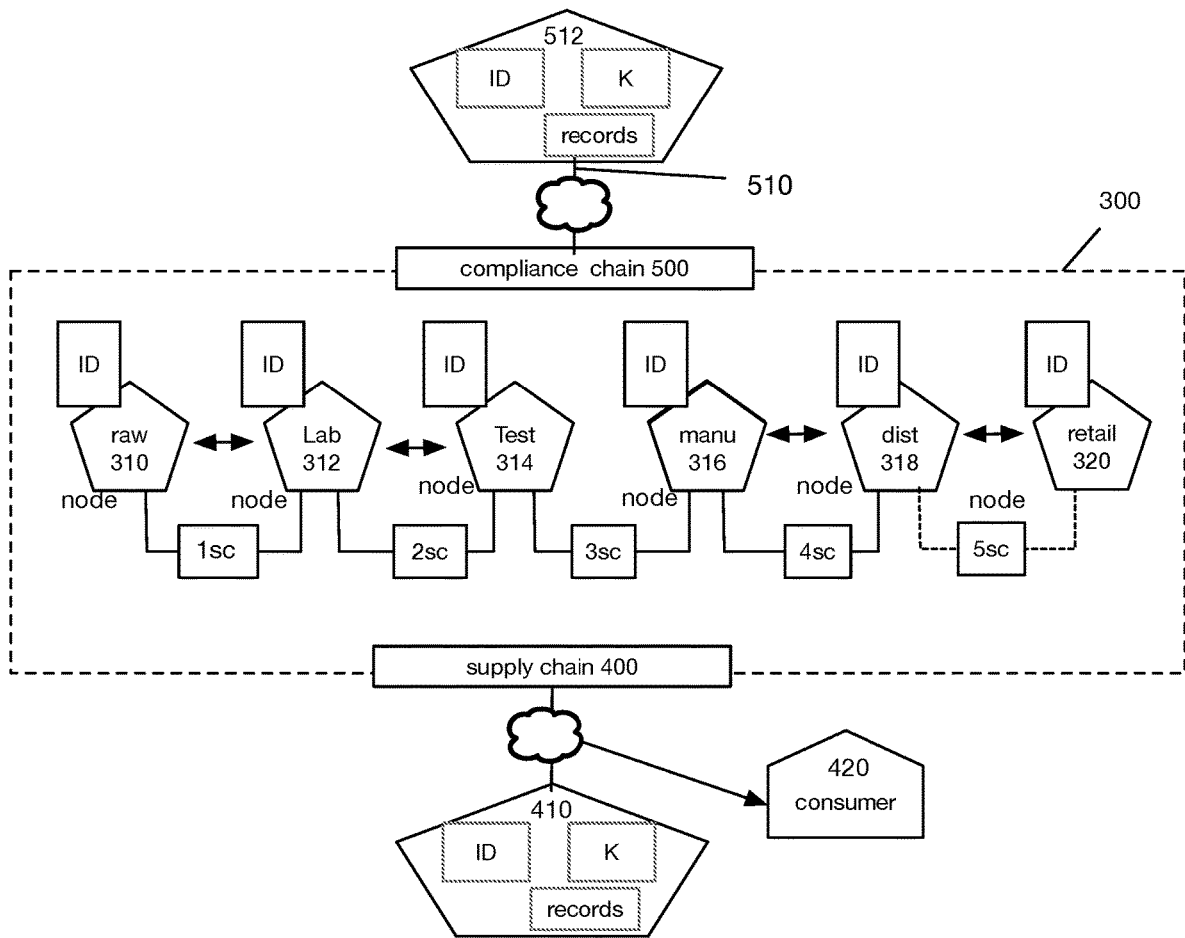 512
ID
K
records
510
300
compliance chain 500
ID
ID
ID
ID
ID
ID
raw
310
Lab
312
Test
314
manu
316
dist
318
retail
320
node
node
node
node
node
node
1sc
2sc
3sc
4sc
5sc
supply chain 400
420
consumer
410
ID
K
records